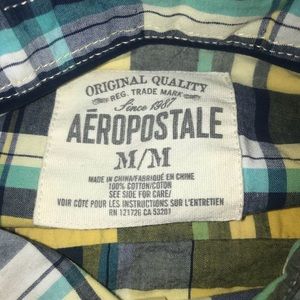 ORIGINAL QUALITY
REG. TRADE MARK
Since 1987
AÉROPOSTALE
M/M
MADE IN CHINA/FABRIQUÉ EN CHINE
100% COTTON/COTON
SEE SIDE FOR CARE/
VOIR CÔTÉ POUR LES INSTRUCTIONS SUR L'ENTRETIEN
RN 121726 CA 53201